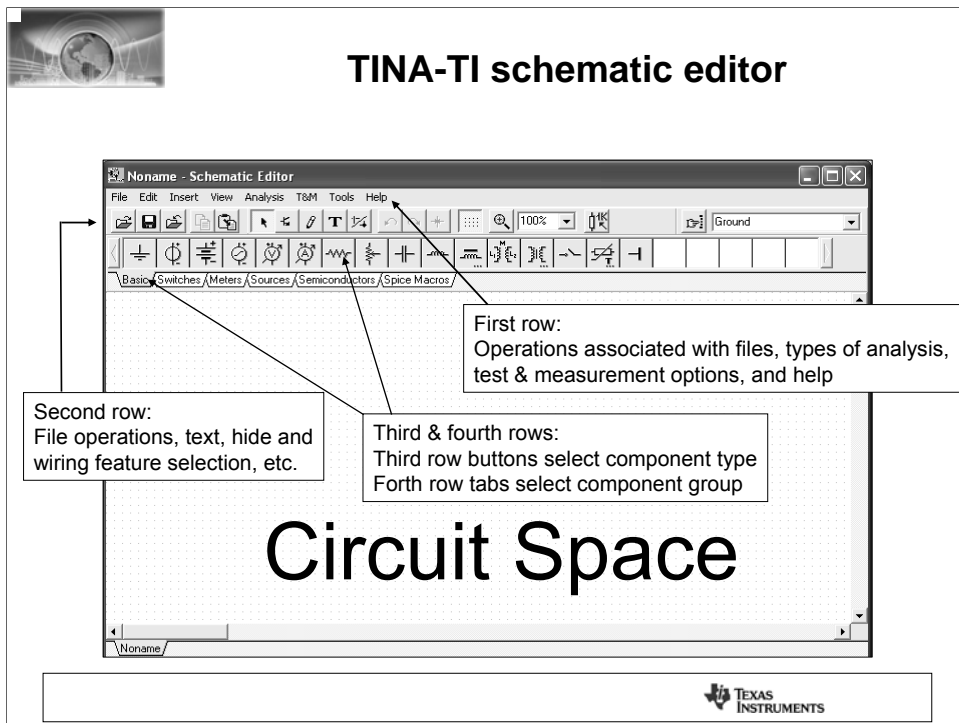 TINA-TI schematic editor
Noname - Schematic Editor
File Edit Insert View Analysis T&M Tools Help
T 100% 1K Ground
V A M
Basic Switches Meters Sources Semiconductors Spice Macros
First row:
Operations associated with files, types of analysis,
test & measurement options, and help
Second row:
File operations, text, hide and
wiring feature selection, etc.
Third & fourth rows:
Third row buttons select component type
Forth row tabs select component group
Circuit Space
Noname
TEXAS
INSTRUMENTS